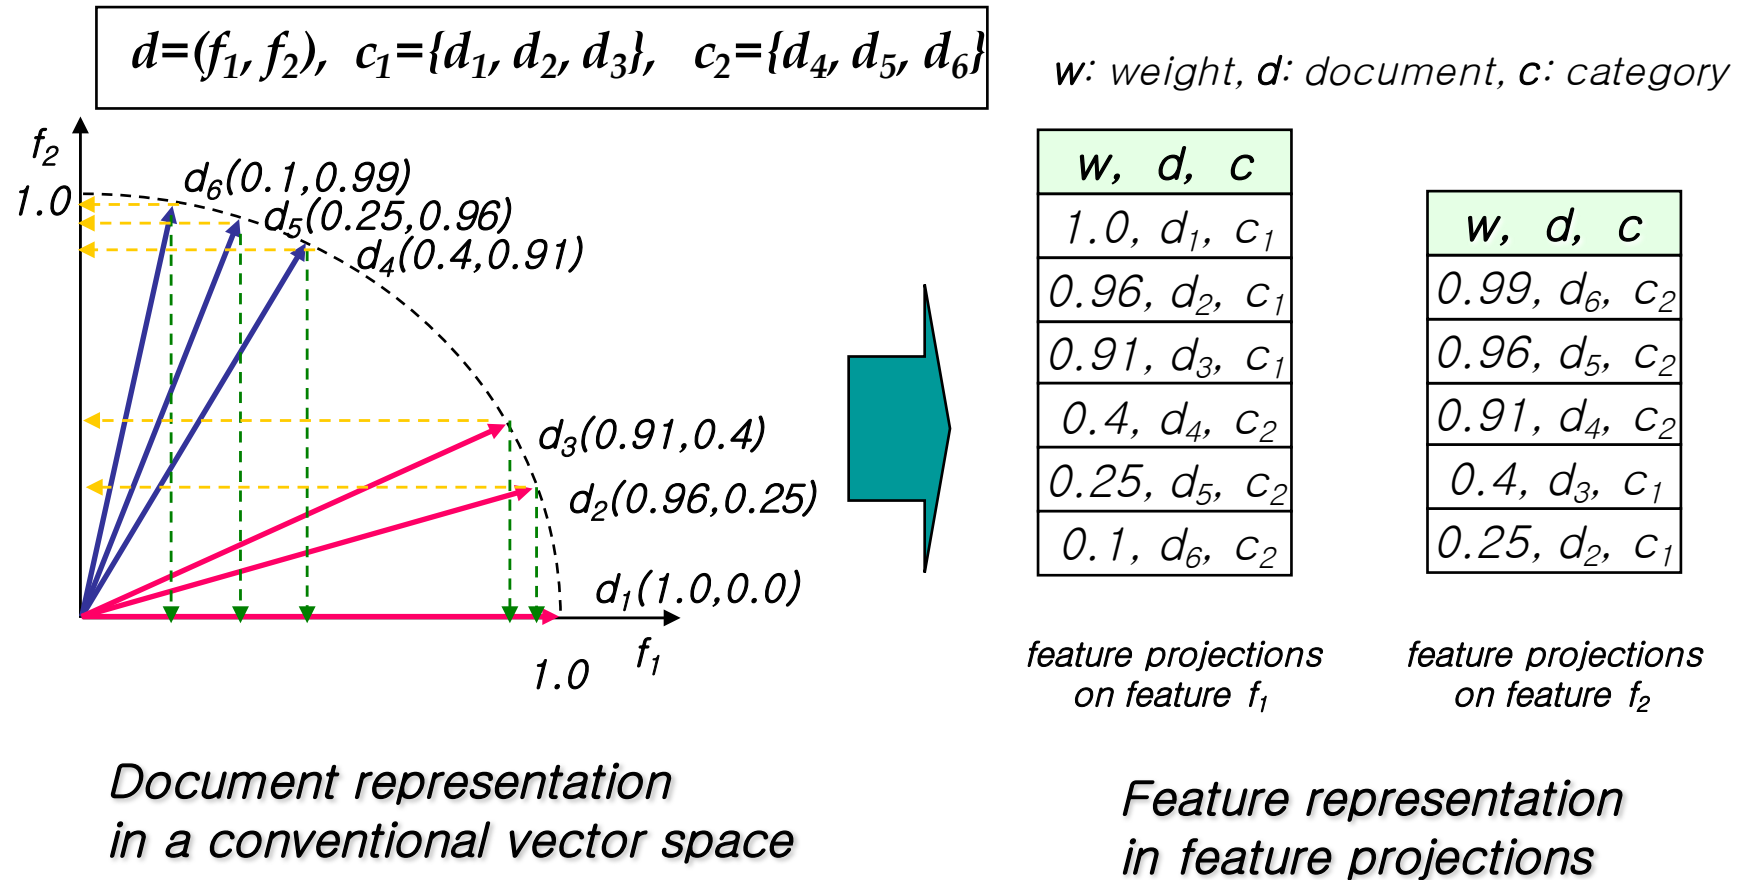 d=(f₁, f₂), c₁={d₁, d₂, d₃}, c₂={d₄, d₅, d₆}
w: weight, d: document, c: category
f₂
1.0
d₆(0.1,0.99)
d₅(0.25,0.96)
d₄(0.4,0.91)
d₃(0.91,0.4)
d₂(0.96,0.25)
d₁(1.0,0.0)
f₁
1.0
w, d, c
1.0, d₁, c₁
0.96, d₂, c₁
0.91, d₃, c₁
0.4, d₄, c₂
0.25, d₅, c₂
0.1, d₆, c₂
feature projections
on feature f₁
w, d, c
0.99, d₆, c₂
0.96, d₅, c₂
0.91, d₄, c₂
0.4, d₃, c₁
0.25, d₂, c₁
feature projections
on feature f₂
Document representation
in a conventional vector space
Feature representation
in feature projections